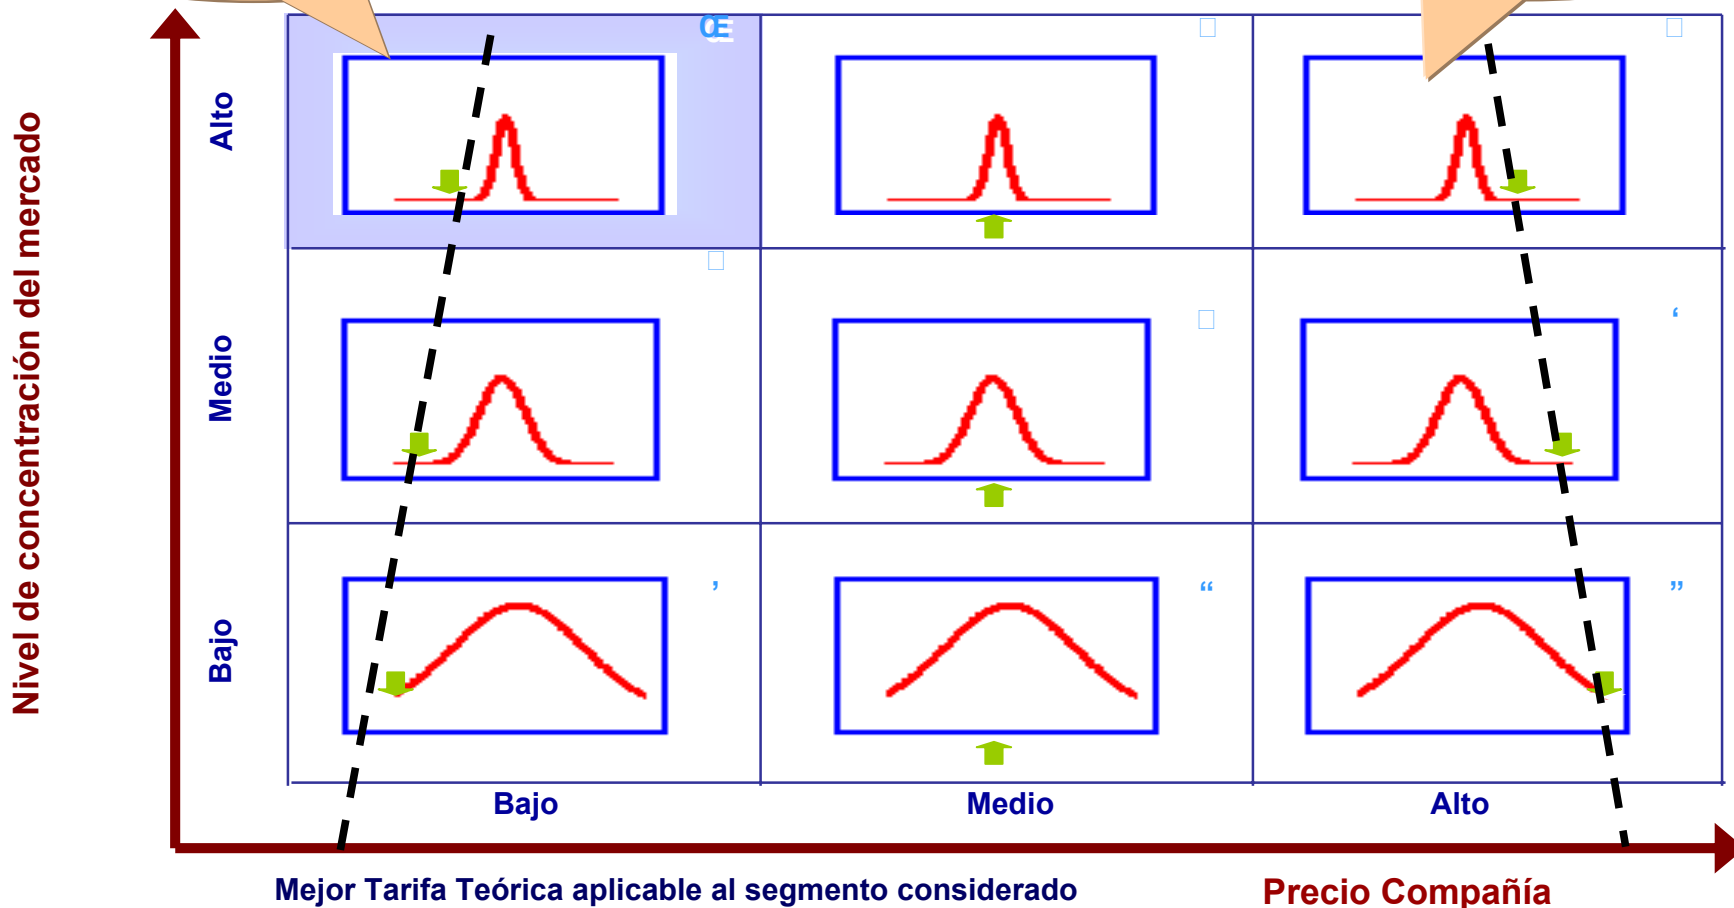 Œ
Nivel de concentración del mercado
Alto
Medio
‘
Bajo
’
“
”
Bajo
Medio
Alto
Mejor Tarifa Teórica aplicable al segmento considerado
Precio Compañía